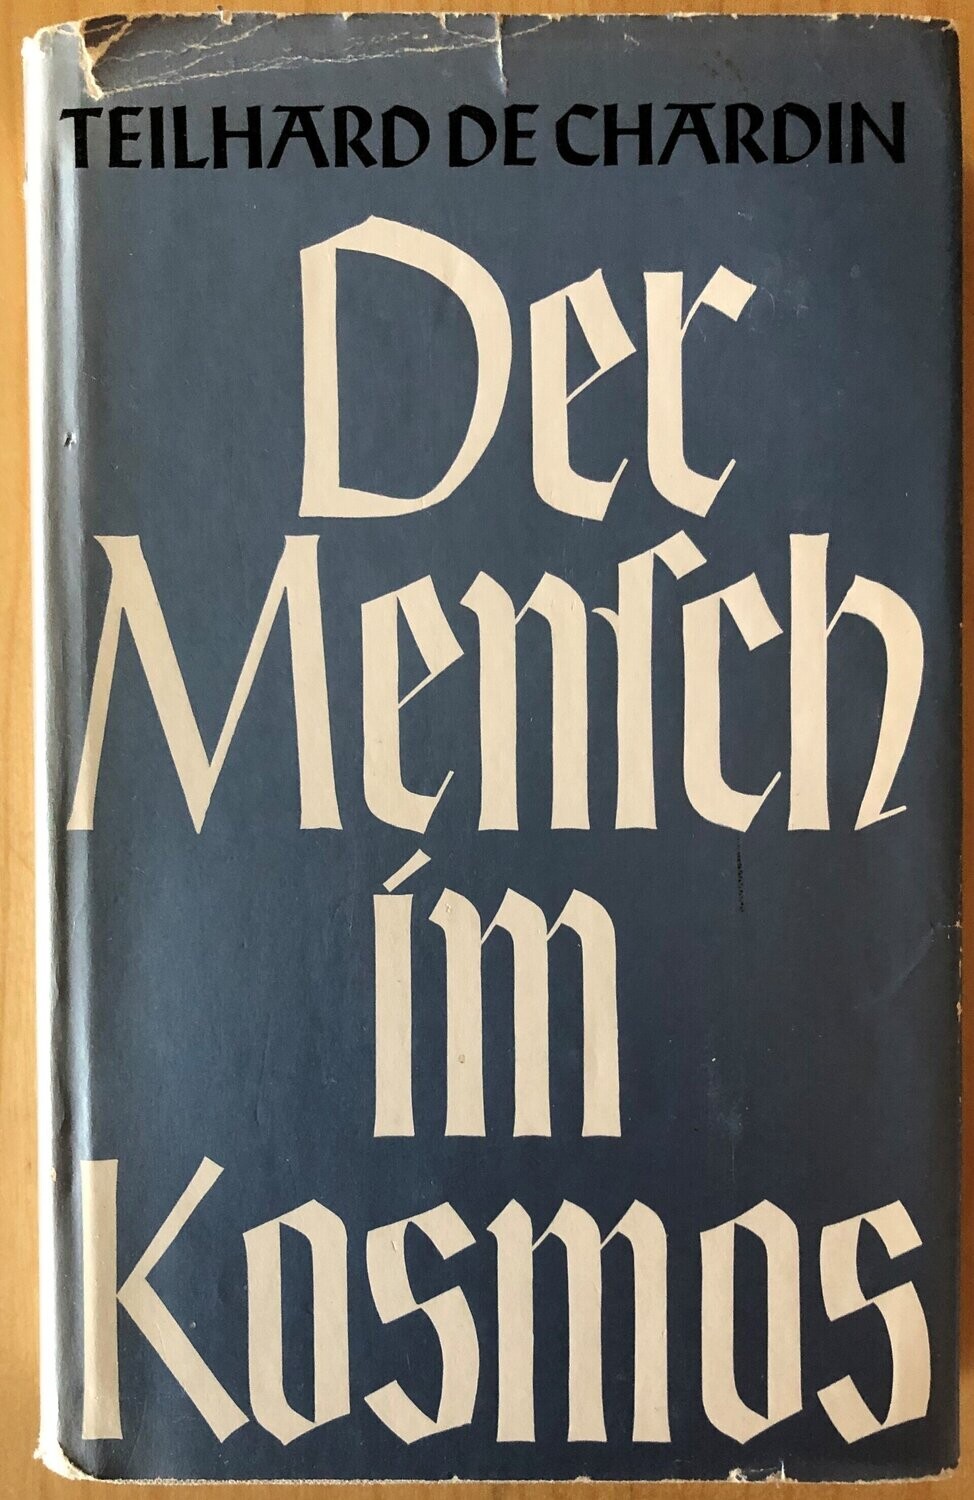 TEILHARD DE CHARDIN
Der
Menſch
im
Kosmos